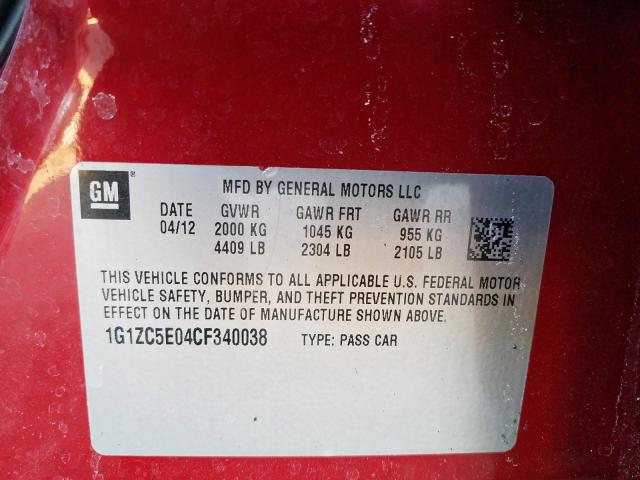 GM ®
MFD BY GENERAL MOTORS LLC
DATE GVWR GAWR FRT GAWR RR
04/12 2000 KG 1045 KG 955 KG
4409 LB 2304 LB 2105 LB
THIS VEHICLE CONFORMS TO ALL APPLICABLE U.S. FEDERAL MOTOR
VEHICLE SAFETY, BUMPER, AND THEFT PREVENTION STANDARDS IN
EFFECT ON THE DATE OF MANUFACTURE SHOWN ABOVE.
1G1ZC5E04CF340038 TYPE: PASS CAR